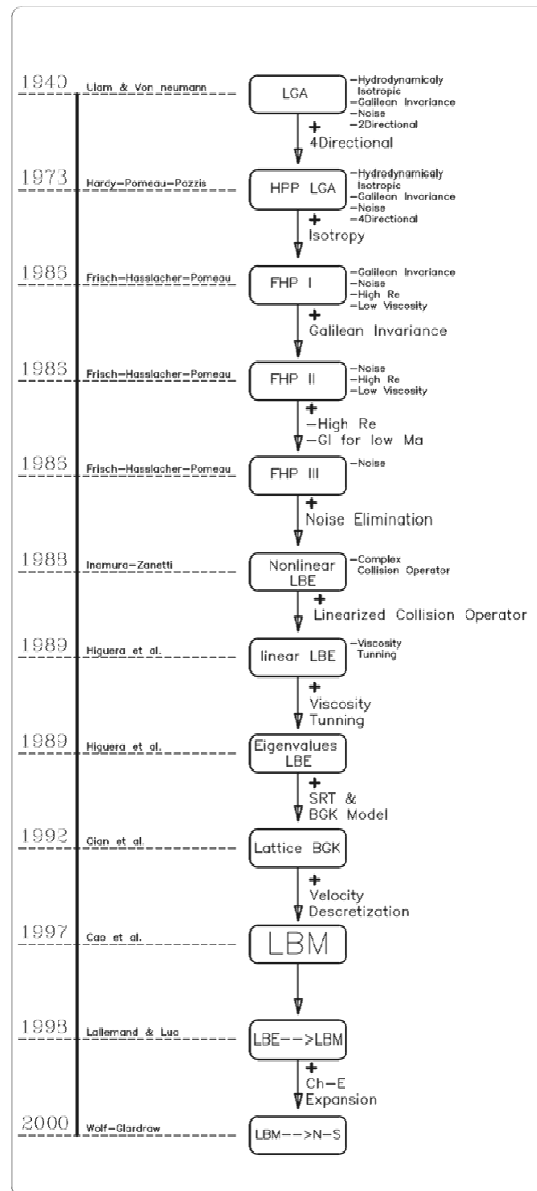 1940
Ulam & Von neumann
LGA
-Hydrodynamicaly
Isotropic
-Galilean Invariance
-Noise
-2Directional
+
4Directional
1973
Hardy-Pomeau-Pazzis
HPP LGA
-Hydrodynamicaly
Isotropic
-Galilean Invariance
-Noise
-4Directional
+
Isotropy
1986
Frisch-Hasslacher-Pomeau
FHP I
-Galilean Invariance
-Noise
-High Re
-Low Viscosity
+
Galilean Invariance
1986
Frisch-Hasslacher-Pomeau
FHP II
-Noise
-High Re
-Low Viscosity
+
-High Re
-GI for low Ma
1986
Frisch-Hasslacher-Pomeau
FHP III
-Noise
+
Noise Elimination
1988
Inamura-Zanetti
Nonlinear
LBE
-Complex
Collision Operator
+
Linearized Collision Operator
1989
Higuera et al.
linear LBE
-Viscosity
Tunning
+
Viscosity
Tunning
1989
Higuera et al.
Eigenvalues
LBE
+
SRT &
BGK Model
1992
Qian et al.
Lattice BGK
+
Velocity
Descretization
1997
Cao et al.
LBM
1998
Lallemand & Luo
LBE-->LBM
+
Ch-E
Expansion
2000
Wolf-Glardraw
LBM-->N-S